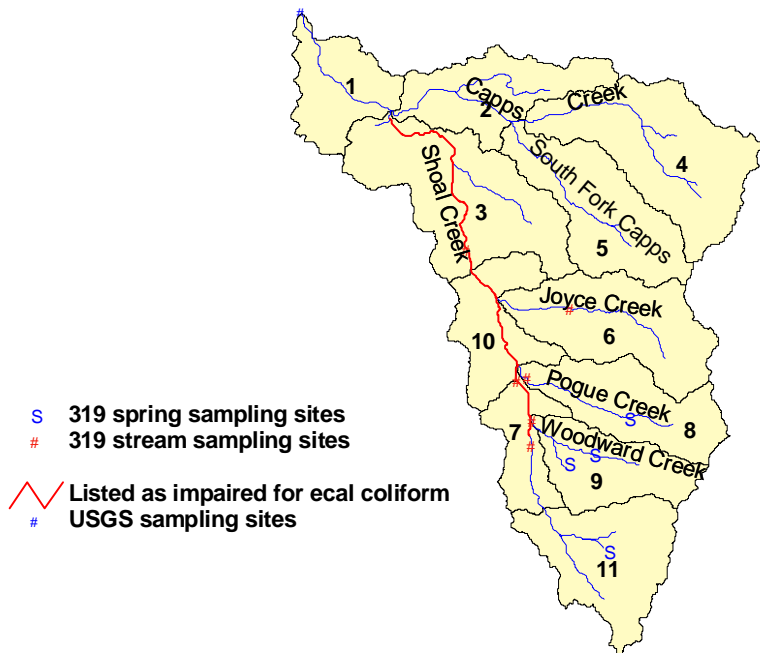 1
Capps Creek
2
4
South Fork Capps
Shoal Creek
3
5
Joyce Creek
10
6
Pogue Creek
S
7
8
Woodward Creek
S
S
9
S
11
S 319 spring sampling sites
# 319 stream sampling sites
Listed as impaired for ecal coliform
# USGS sampling sites